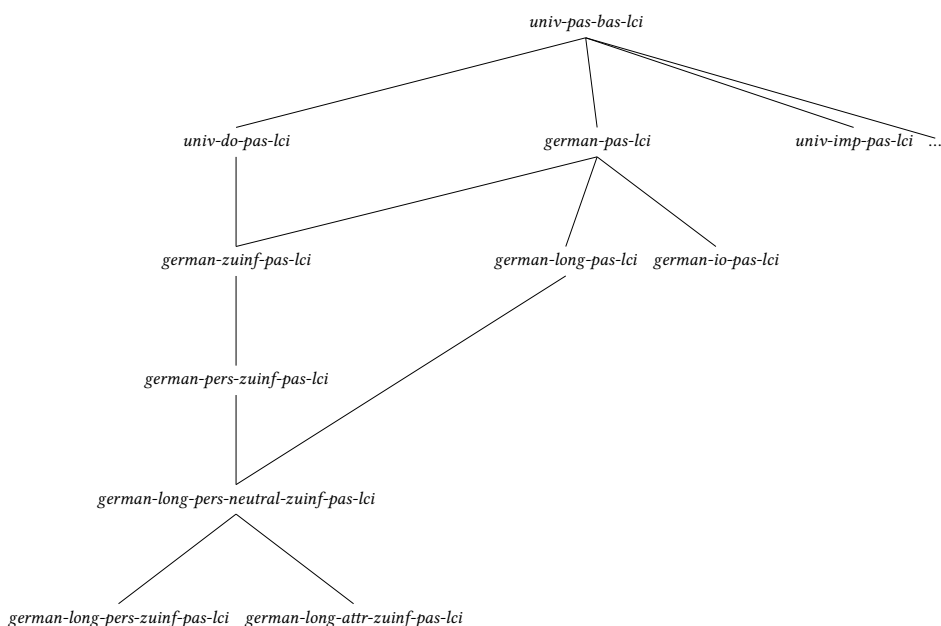 univ-pas-bas-lci
univ-do-pas-lci german-pas-lci univ-imp-pas-lci ...
german-zuinf-pas-lci german-long-pas-lci german-io-pas-lci
german-pers-zuinf-pas-lci
german-long-pers-neutral-zuinf-pas-lci
german-long-pers-zuinf-pas-lci german-long-attr-zuinf-pas-lci